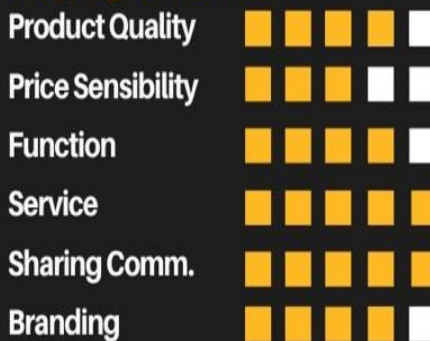 Product Quality
Price Sensibility
Function
Service
Sharing Comm.
Branding